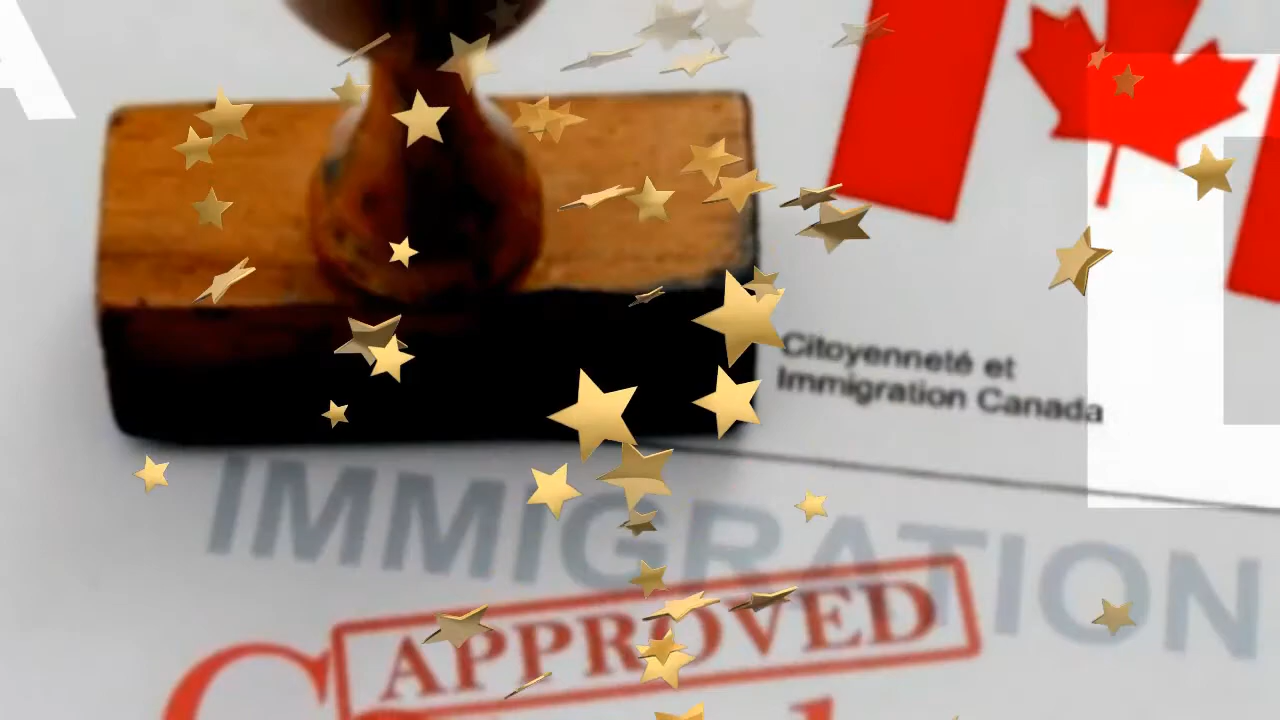 Citoyenneté et
Immigration Canada
IMMIGRATION
APPROVED